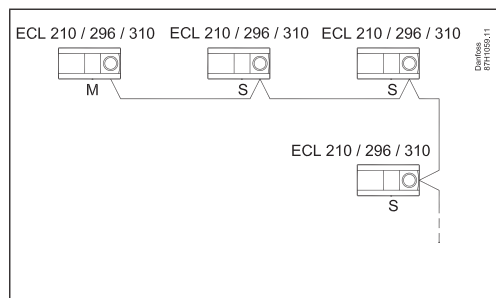 ECL 210 / 296 / 310 ECL 210 / 296 / 310 ECL 210 / 296 / 310
M S S
ECL 210 / 296 / 310
S
Danfoss
87H1059.11